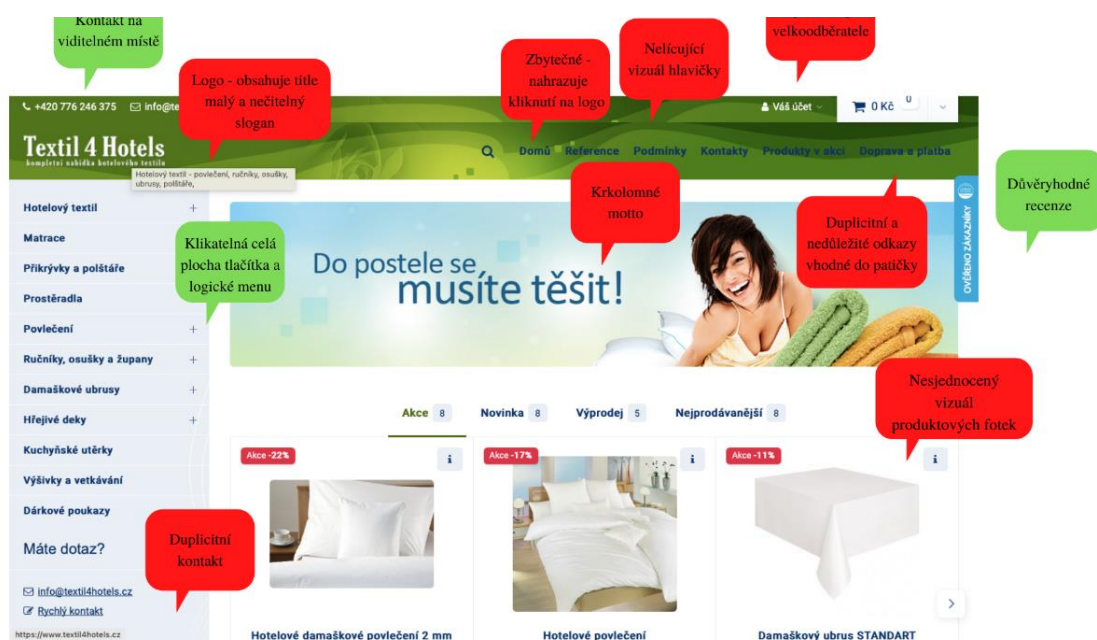 Kontakt na
viditelném místě
velkoodběratele
Nelícující
vizuál hlavičky
Zbytečné -
nahrazuje
kliknutí na logo
Logo - obsahuje title
malý a nečitelný
slogan
+420 776 246 375 info@te
Váš účet 0 Kč 0
Textil 4 Hotels
kompletní nabídka hotelového textilu
Domů Reference Podmínky Kontakty Produkty v akci Doprava a platba
Hotelový textil - povlečení, ručníky, osušky,
ubrusy, polštáře,
Důvěryhodné
recenze
OVĚŘENO ZÁKAZNÍKY
Krkolomné
motto
Duplicitní a
nedůležité odkazy
vhodné do patičky
Klikatelná celá
plocha tlačítka a
logické menu
Hotelový textil +
Matrace
Přikrývky a polštáře
Prostěradla
Povlečení +
Ručníky, osušky a župany +
Damaškové ubrusy +
Hřejivé deky +
Kuchyňské utěrky
Výšivky a vetkávání
Dárkové poukazy
Do postele se
musíte těšit!
Nesjednocený
vizuál
produktových fotek
Akce 8 Novinka 8 Výprodej 5 Nejprodávanější 8
Akce -22% i
Akce -17% i
Akce -11% i
Duplicitní
kontakt
Máte dotaz?
info@textil4hotels.cz
Rychlý kontakt
https://www.textil4hotels.cz
Hotelové damaškové povlečení 2 mm
Hotelové povlečení
Damaškový ubrus STANDART